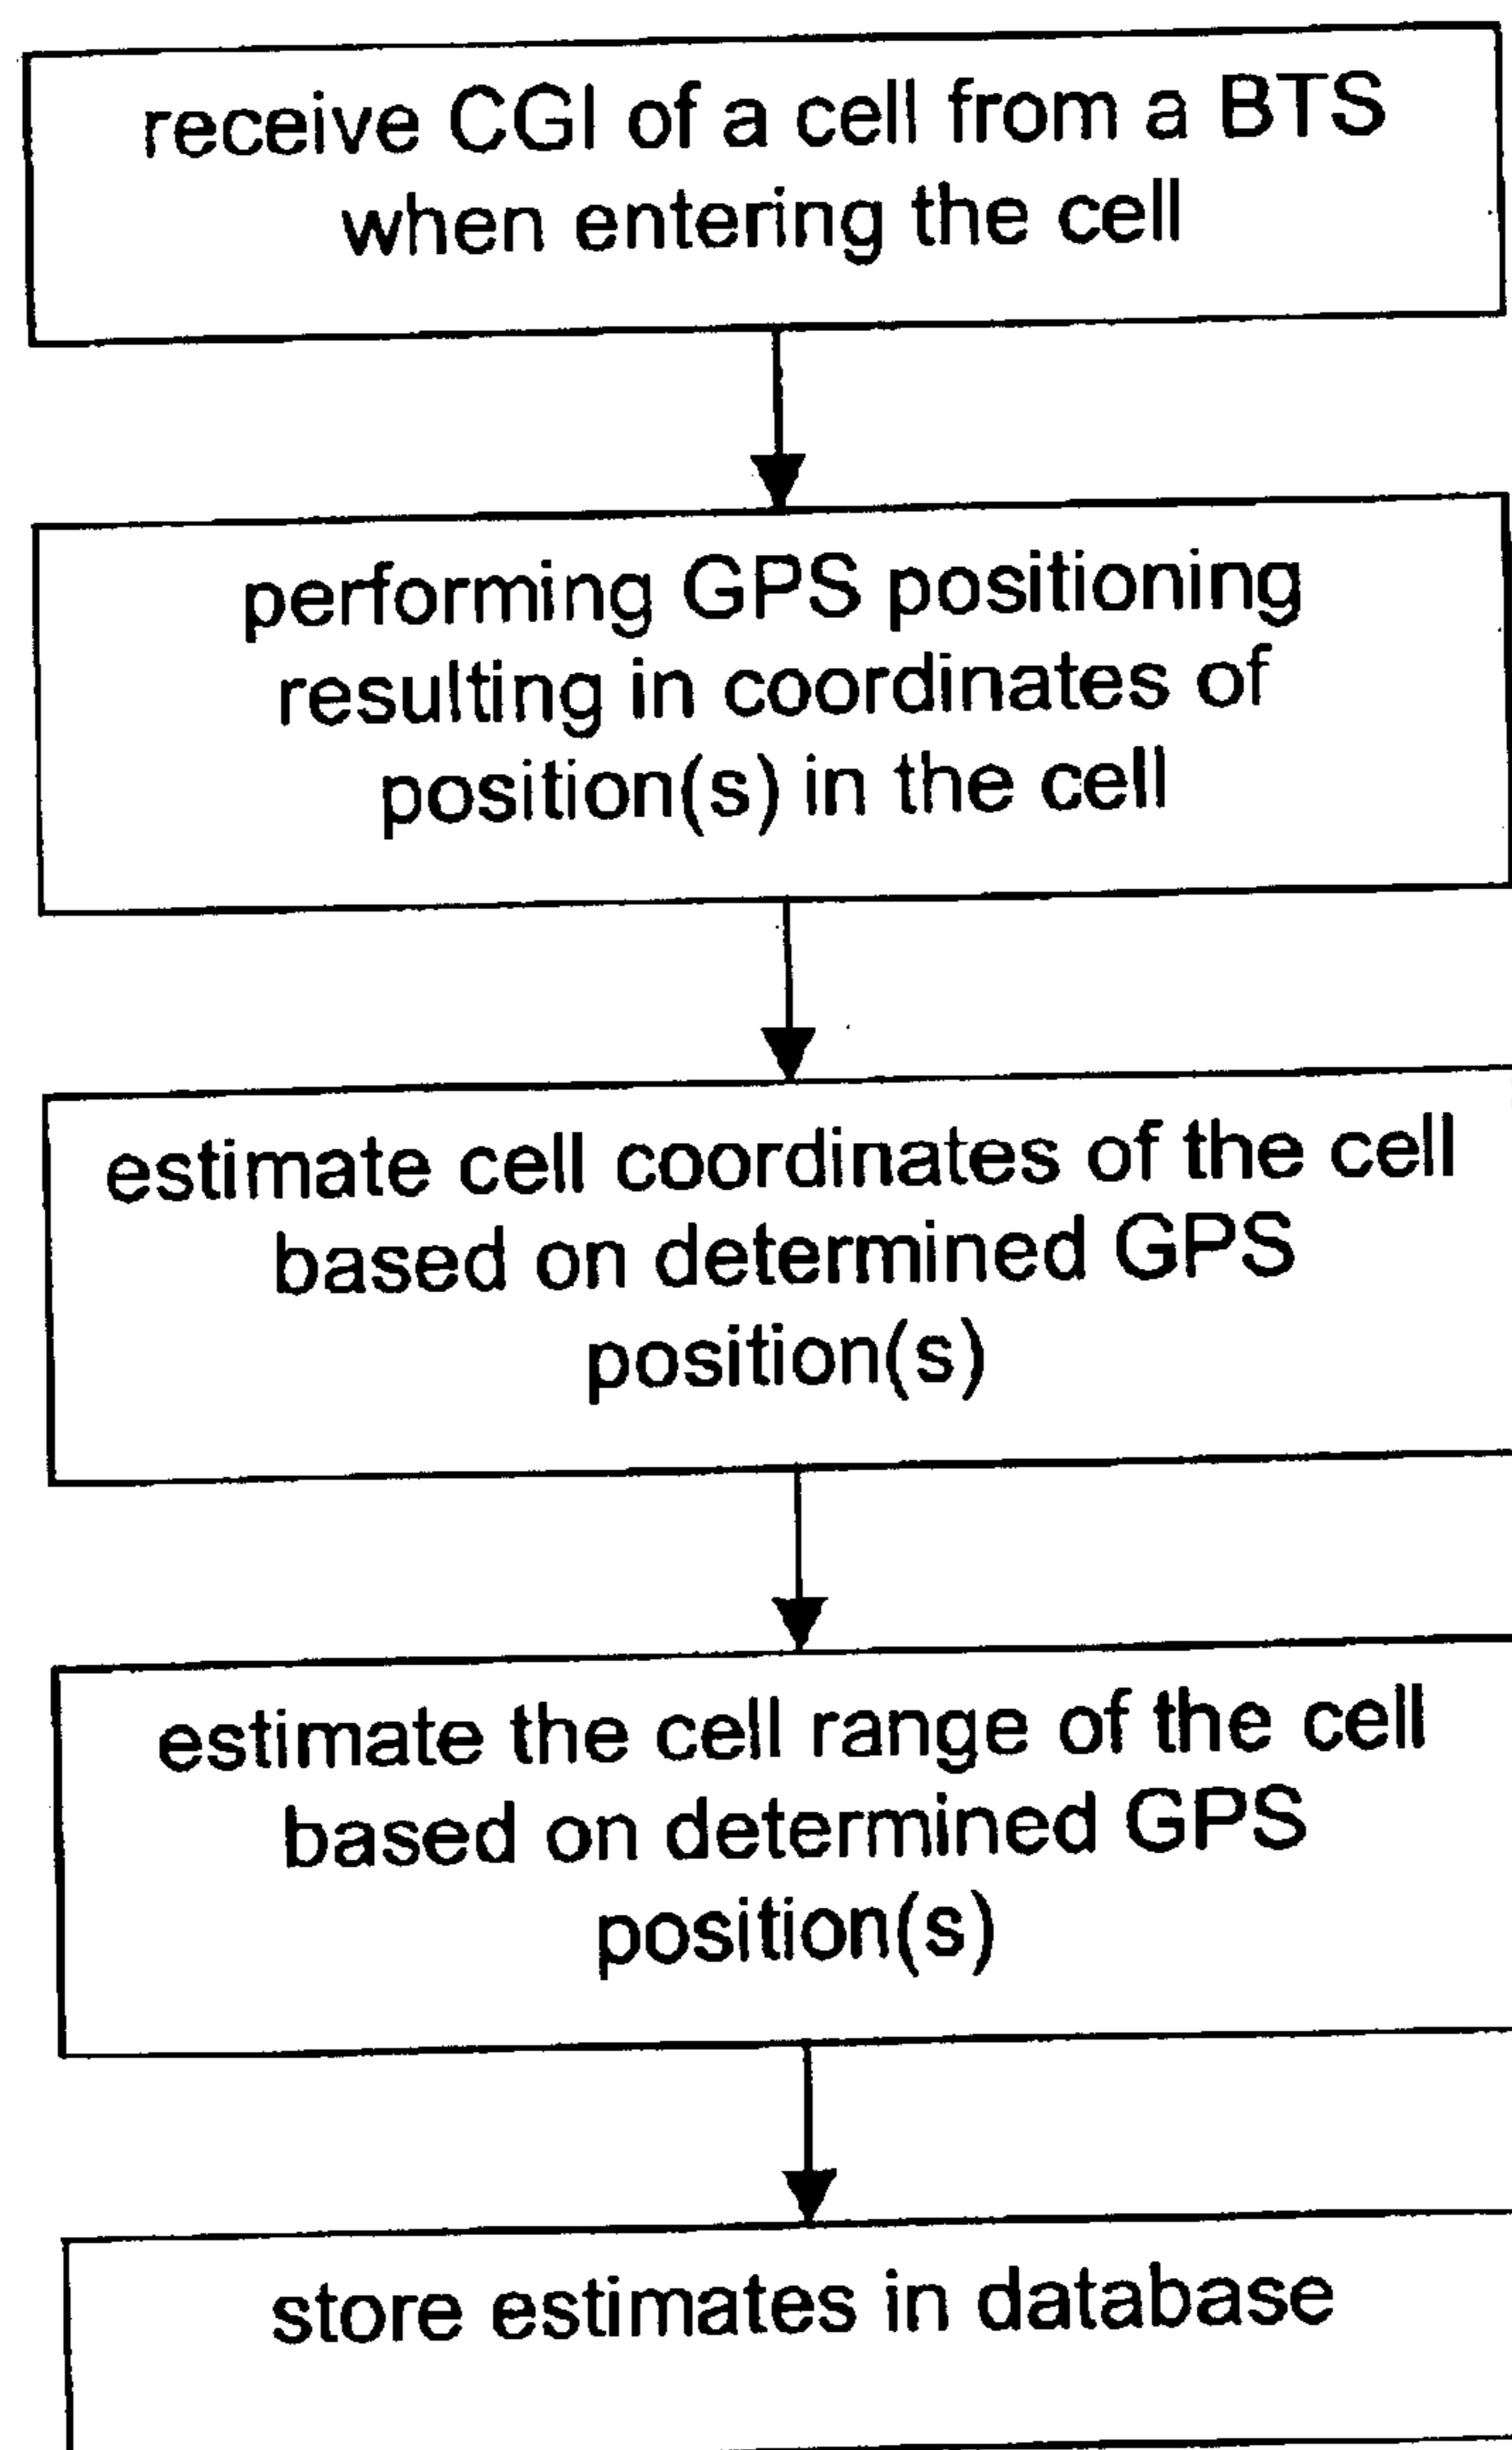 receive CGI of a cell from a BTS
when entering the cell
performing GPS positioning
resulting in coordinates of
position(s) in the cell
estimate cell coordinates of the cell
based on determined GPS
position(s)
estimate the cell range of the cell
based on determined GPS
position(s)
store estimates in database